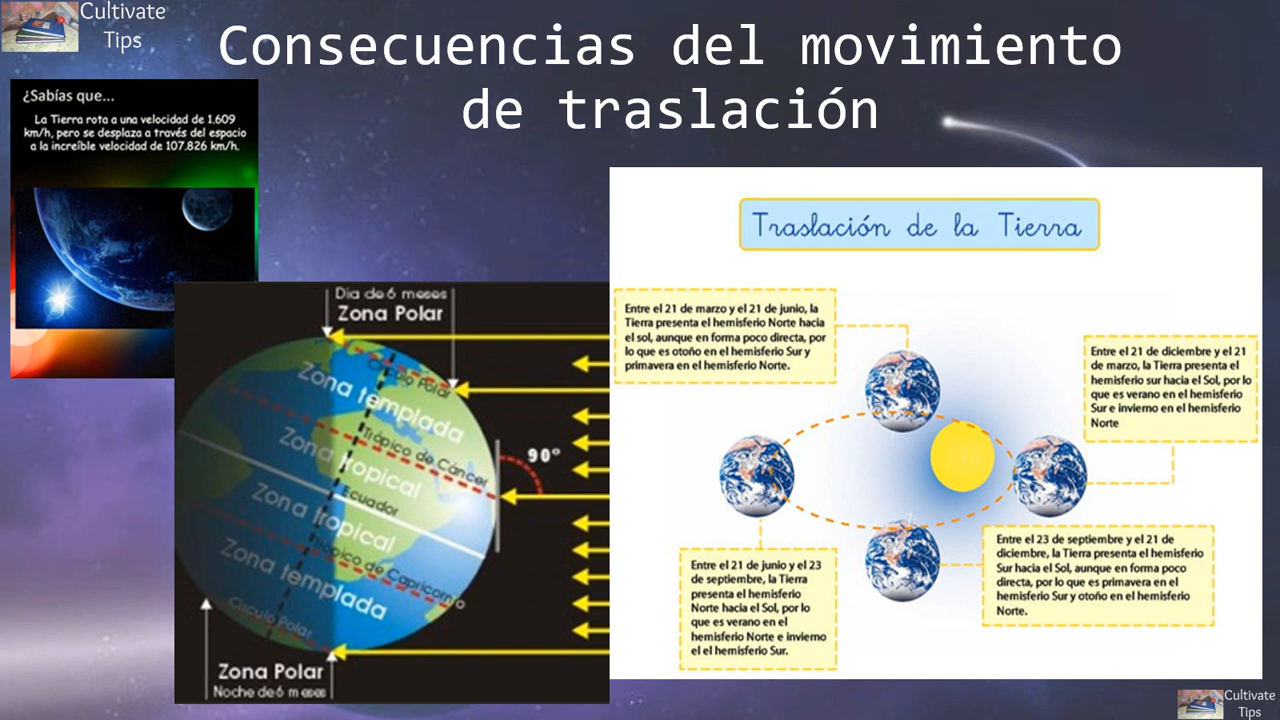 Cultivate
Tips
Consecuencias del movimiento
de traslación
¿Sabías que...
La Tierra rota a una velocidad de 1.609
km/h, pero se desplaza a través del espacio
a la increíble velocidad de 107.826 km/h.
Dia de 6 meses
Zona Polar
Circulo Polar
Zona templada
Trópico de Cáncer
Zona tropical
90°
Ecuador
Zona tropical
Trópico de Capricornio
Zona templada
Circulo Polar
Zona Polar
Noche de 6 meses
Traslación de la Tierra
Entre el 21 de marzo y el 21 de junio, la
Tierra presenta el hemisferio Norte hacia
el sol, aunque en forma poco directa, por
lo que es otoño en el hemisferio Sur y
primavera en el hemisferio Norte.
Entre el 21 de diciembre y el 21
de marzo, la Tierra presenta el
hemisferio sur hacia el Sol, por lo
que es verano en el hemisferio
Sur e invierno en el hemisferio
Norte
Entre el 21 de junio y el 23
de septiembre, la Tierra
presenta el hemisferio
Norte hacia el Sol, por lo
que es verano en el
hemisferio Norte e invierno
el el hemisferio Sur.
Entre el 23 de septiembre y el 21 de
diciembre, la Tierra presenta el hemisferio
Sur hacia el Sol, aunque en forma poco
directa, por lo que es primavera en el
hemisferio Sur y otoño en el hemisferio
Norte.
Cultivate
Tips